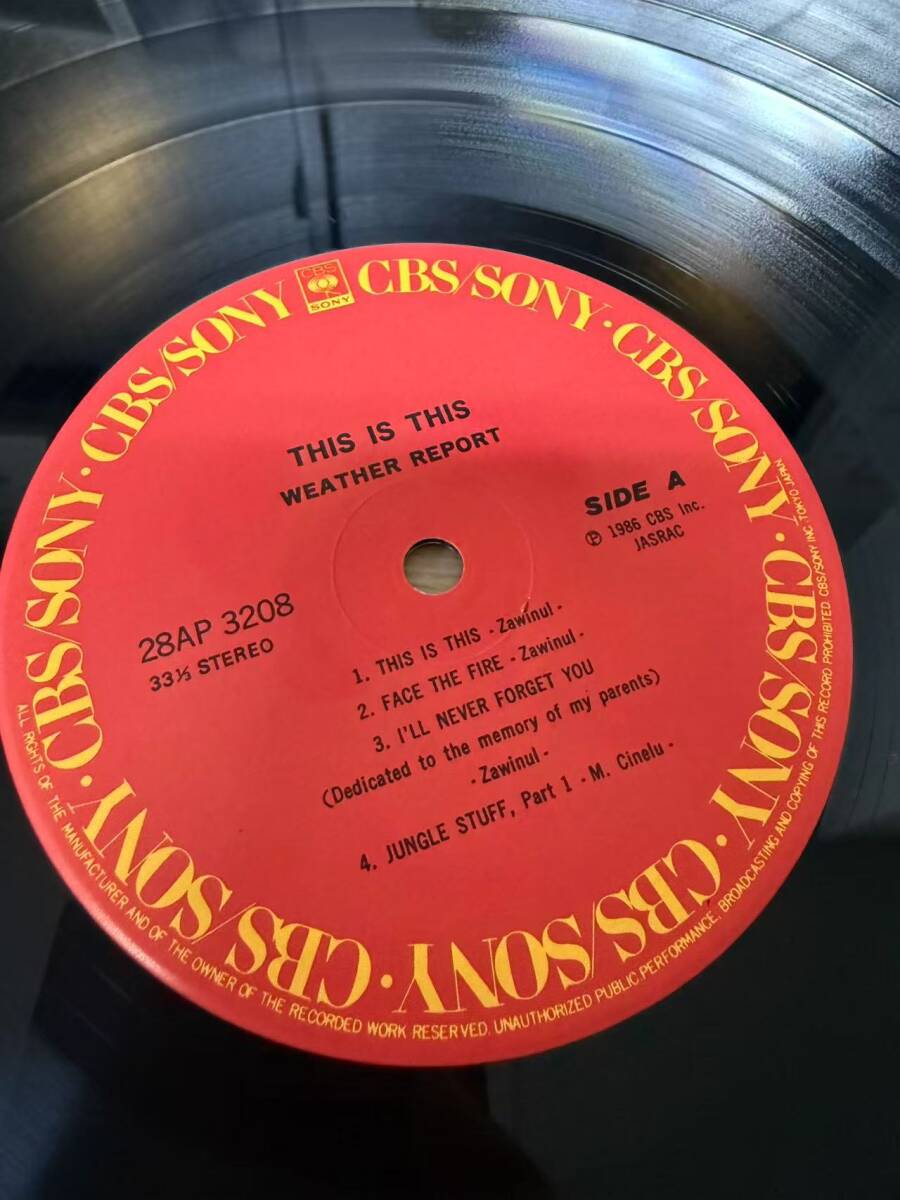 CBS
SONY
CBS/SONY · CBS/SONY · CBS/SONY · CBS/SONY · CBS/SONY · CBS/SONY · CBS/SONY · CBS/SONY
THIS IS THIS
WEATHER REPORT
SIDE A
Ⓟ 1986 CBS Inc.
JASRAC
28AP 3208
33⅓ STEREO
1. THIS IS THIS - Zawinul -
2. FACE THE FIRE - Zawinul -
3. I'LL NEVER FORGET YOU
(Dedicated to the memory of my parents)
- Zawinul -
4. JUNGLE STUFF, Part 1 - M. Cinelu -
ALL RIGHTS OF THE MANUFACTURER AND OF THE OWNER OF THE RECORDED WORK RESERVED. UNAUTHORIZED PUBLIC PERFORMANCE, BROADCASTING AND COPYING OF THIS RECORD PROHIBITED. CBS/SONY INC. TOKYO JAPAN.